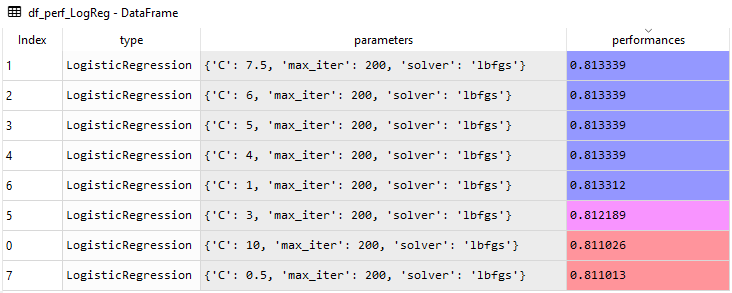 df_perf_LogReg - DataFrame
Index type parameters performances
1 LogisticRegression {'C': 7.5, 'max_iter': 200, 'solver': 'lbfgs'} 0.813339
2 LogisticRegression {'C': 6, 'max_iter': 200, 'solver': 'lbfgs'} 0.813339
3 LogisticRegression {'C': 5, 'max_iter': 200, 'solver': 'lbfgs'} 0.813339
4 LogisticRegression {'C': 4, 'max_iter': 200, 'solver': 'lbfgs'} 0.813339
6 LogisticRegression {'C': 1, 'max_iter': 200, 'solver': 'lbfgs'} 0.813312
5 LogisticRegression {'C': 3, 'max_iter': 200, 'solver': 'lbfgs'} 0.812189
0 LogisticRegression {'C': 10, 'max_iter': 200, 'solver': 'lbfgs'} 0.811026
7 LogisticRegression {'C': 0.5, 'max_iter': 200, 'solver': 'lbfgs'} 0.811013